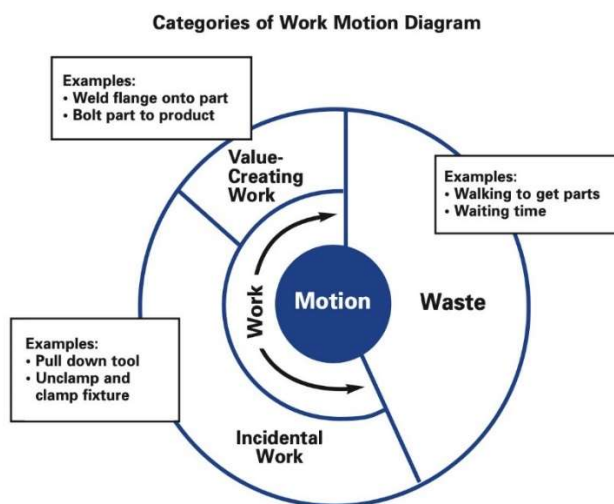 Categories of Work Motion Diagram
Examples:
• Weld flange onto part
• Bolt part to product
Value-
Creating
Work
Examples:
• Walking to get parts
• Waiting time
Work
Motion
Waste
Examples:
• Pull down tool
• Unclamp and
clamp fixture
Incidental
Work